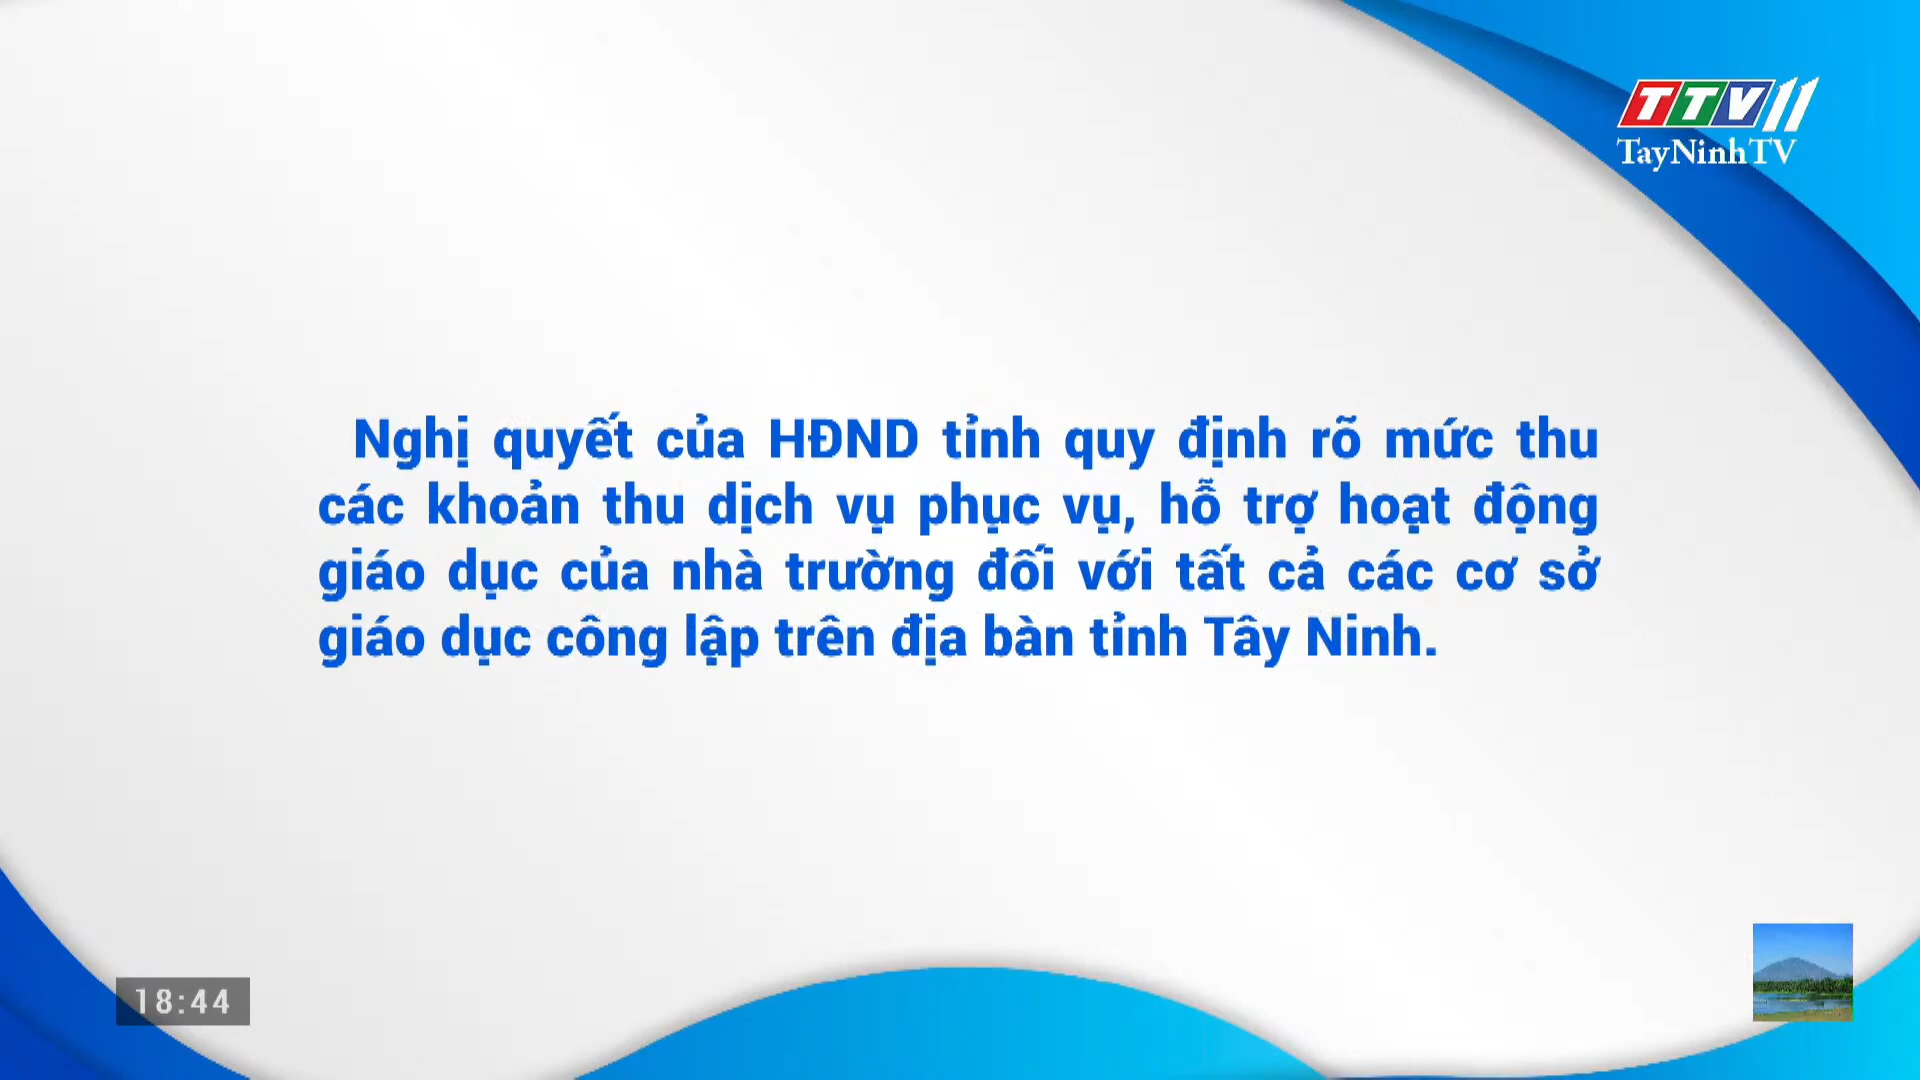 TTV11
TayNinhTV
Nghị quyết của HĐND tỉnh quy định rõ mức thu
các khoản thu dịch vụ phục vụ, hỗ trợ hoạt động
giáo dục của nhà trường đối với tất cả các cơ sở
giáo dục công lập trên địa bàn tỉnh Tây Ninh.
18:44